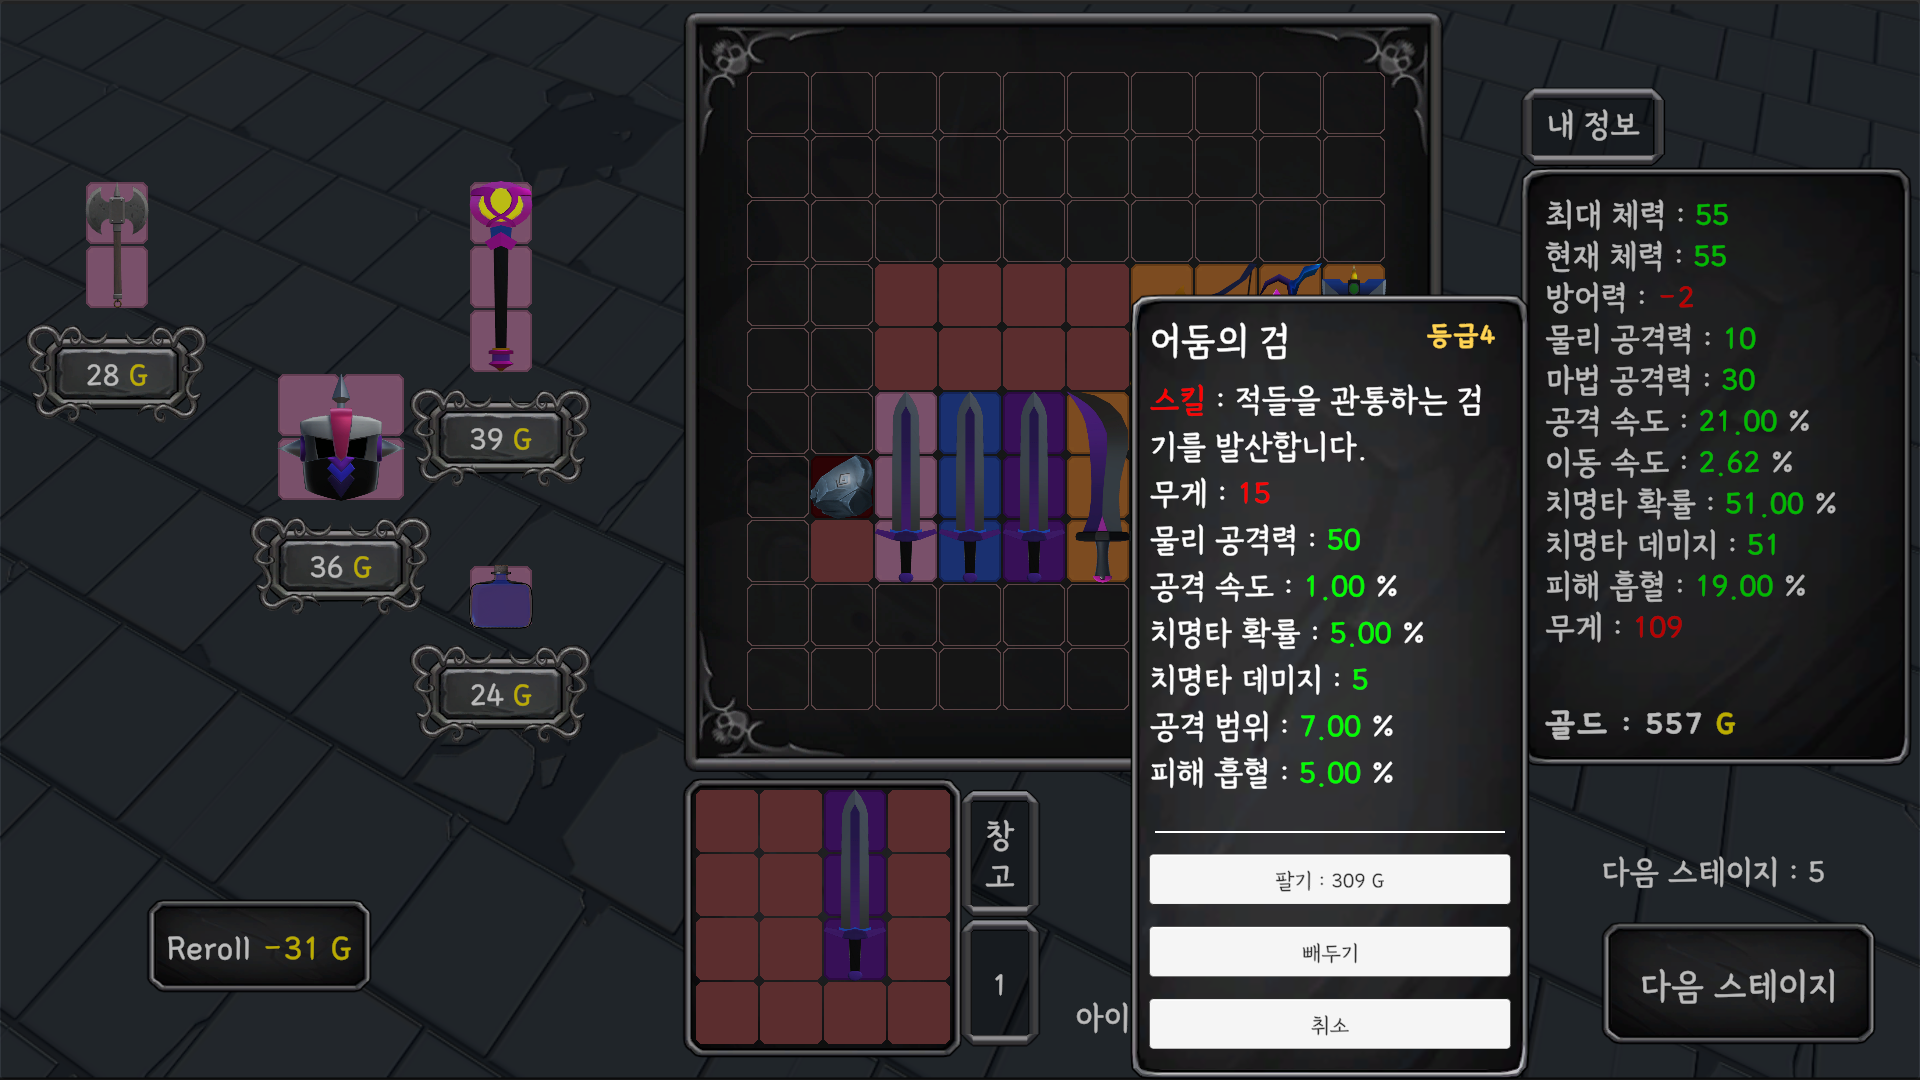 28 G
39 G
36 G
24 G
Reroll -31 G
창
고
1
아이
어둠의 검 등급4
스킬 : 적들을 관통하는 검
기를 발산합니다.
무게 : 15
물리 공격력 : 50
공격 속도 : 1.00 %
치명타 확률 : 5.00 %
치명타 데미지 : 5
공격 범위 : 7.00 %
피해 흡혈 : 5.00 %
팔기 : 309 G
빼두기
취소
내 정보
최대 체력 : 55
현재 체력 : 55
방어력 : -2
물리 공격력 : 10
마법 공격력 : 30
공격 속도 : 21.00 %
이동 속도 : 2.62 %
치명타 확률 : 51.00 %
치명타 데미지 : 51
피해 흡혈 : 19.00 %
무게 : 109
골드 : 557 G
다음 스테이지 : 5
다음 스테이지